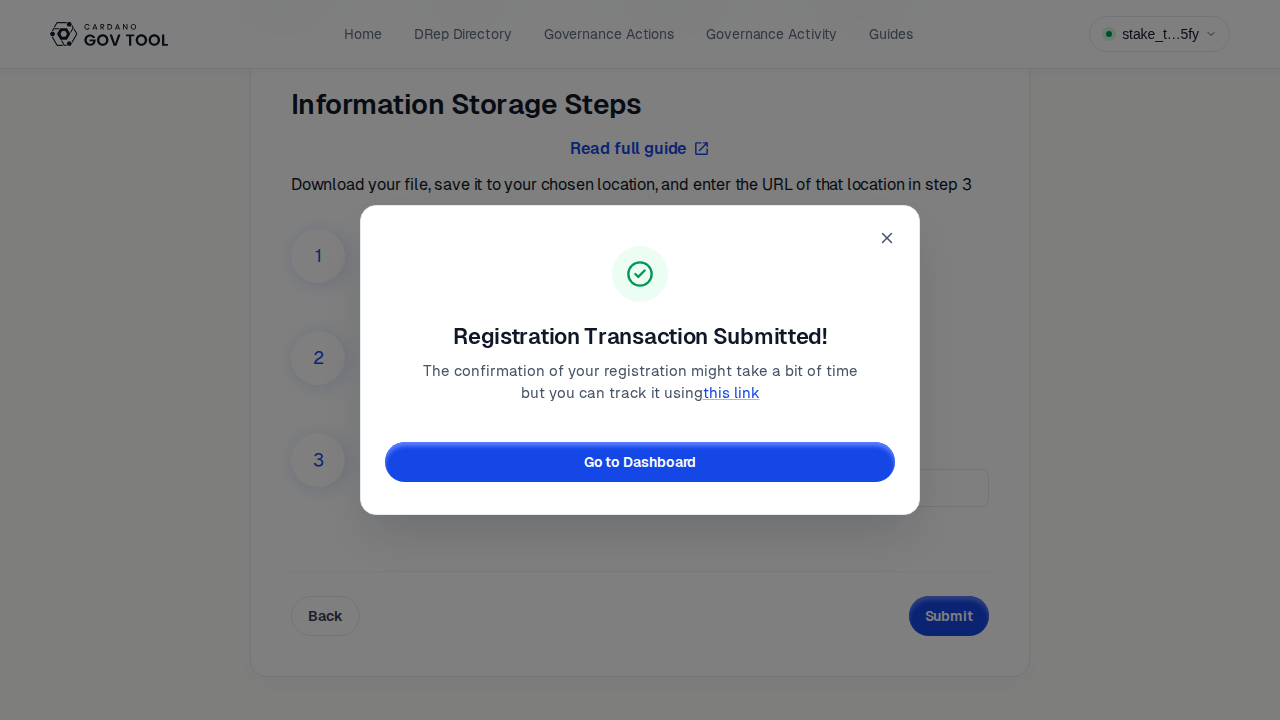 CARDANO
GOV TOOL
Home
DRep Directory
Governance Actions
Governance Activity
Guides
stake_t...5fy
Information Storage Steps
Read full guide
Download your file, save it to your chosen location, and enter the URL of that location in step 3
1
2
3
Registration Transaction Submitted!
The confirmation of your registration might take a bit of time
but you can track it usingthis link
Go to Dashboard
Back
Submit